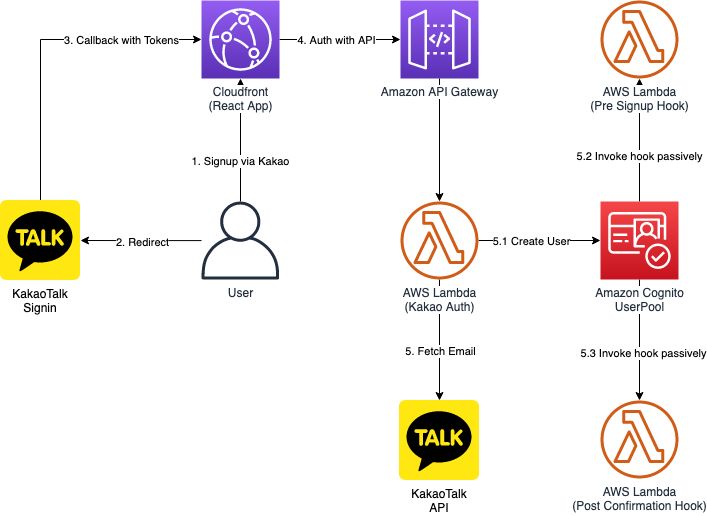 3. Callback with Tokens
4. Auth with API
Cloudfront
(React App)
Amazon API Gateway
AWS Lambda
(Pre Signup Hook)
1. Signup via Kakao
5.2 Invoke hook passively
TALK
2. Redirect
5.1 Create User
KakaoTalk
Signin
User
AWS Lambda
(Kakao Auth)
Amazon Cognito
UserPool
5. Fetch Email
5.3 Invoke hook passively
TALK
KakaoTalk
API
AWS Lambda
(Post Confirmation Hook)